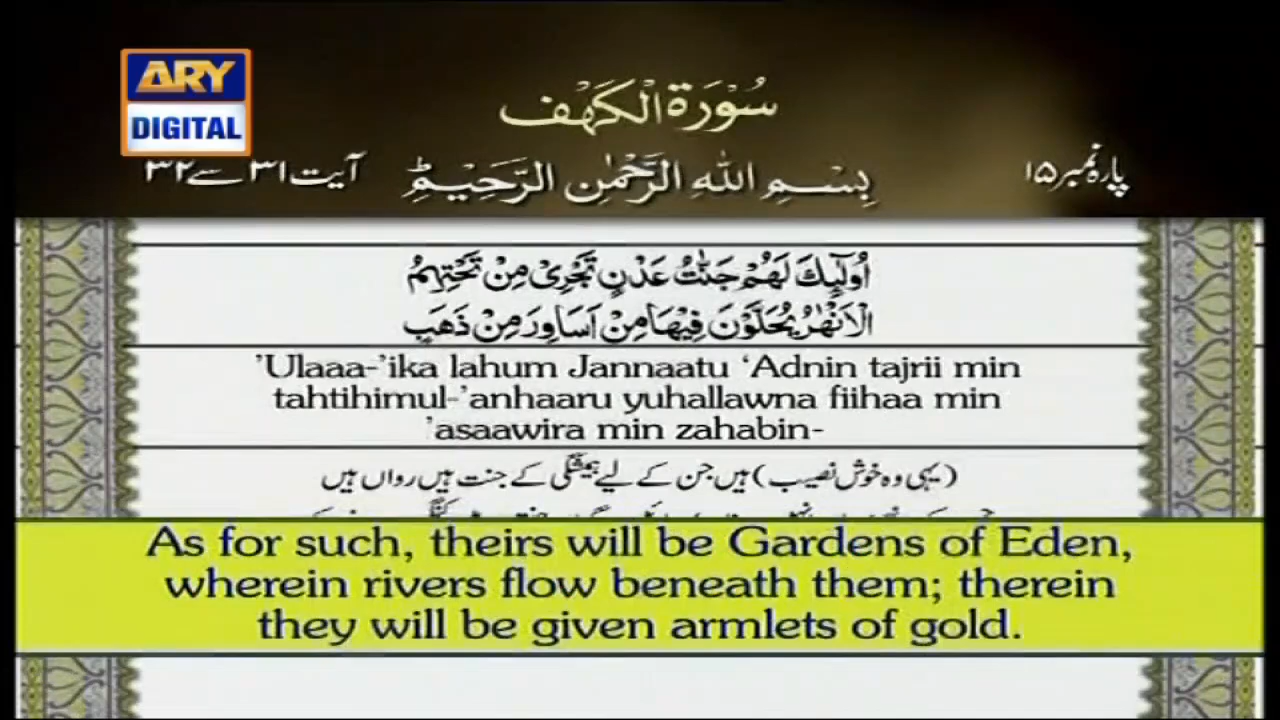 ARY
DIGITAL
سُوْرَةُ الْكَهْف
پارہ نمبر ۱۵
بِسْمِ اللهِ الرَّحْمٰنِ الرَّحِيْمِ
آیت ۳۱ سے ۳۲
اُولٰٓئِكَ لَهُمْ جَنّٰتُ عَدْنٍ تَجْرِيْ مِنْ تَحْتِهِمُ
الْاَنْهٰرُ يُحَلَّوْنَ فِيْهَا مِنْ اَسَاوِرَ مِنْ ذَهَبٍ
’Ulaaa-’ika lahum Jannaatu ‘Adnin tajrii min
tahtihimul-’anhaaru yuhallawna fiihaa min
’asaawira min zahabin-
(یہی وہ خوش نصیب) ہیں جن کے لیے ہمیشگی کے جنت ہیں رواں ہیں
As for such, theirs will be Gardens of Eden,
wherein rivers flow beneath them; therein
they will be given armlets of gold.